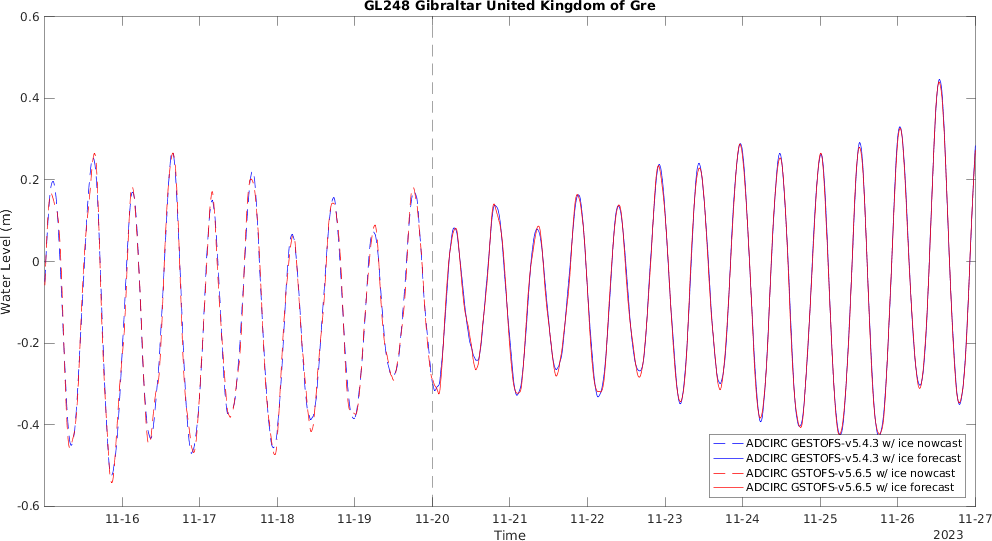 GL248 Gibraltar United Kingdom of Gre
0.6
0.4
0.2
0
-0.2
-0.4
-0.6
Water Level (m)
ADCIRC GESTOFS-v5.4.3 w/ ice nowcast
ADCIRC GESTOFS-v5.4.3 w/ ice forecast
ADCIRC GSTOFS-v5.6.5 w/ ice nowcast
ADCIRC GSTOFS-v5.6.5 w/ ice forecast
11-16 11-17 11-18 11-19 11-20 11-21 11-22 11-23 11-24 11-25 11-26 11-27
Time
2023